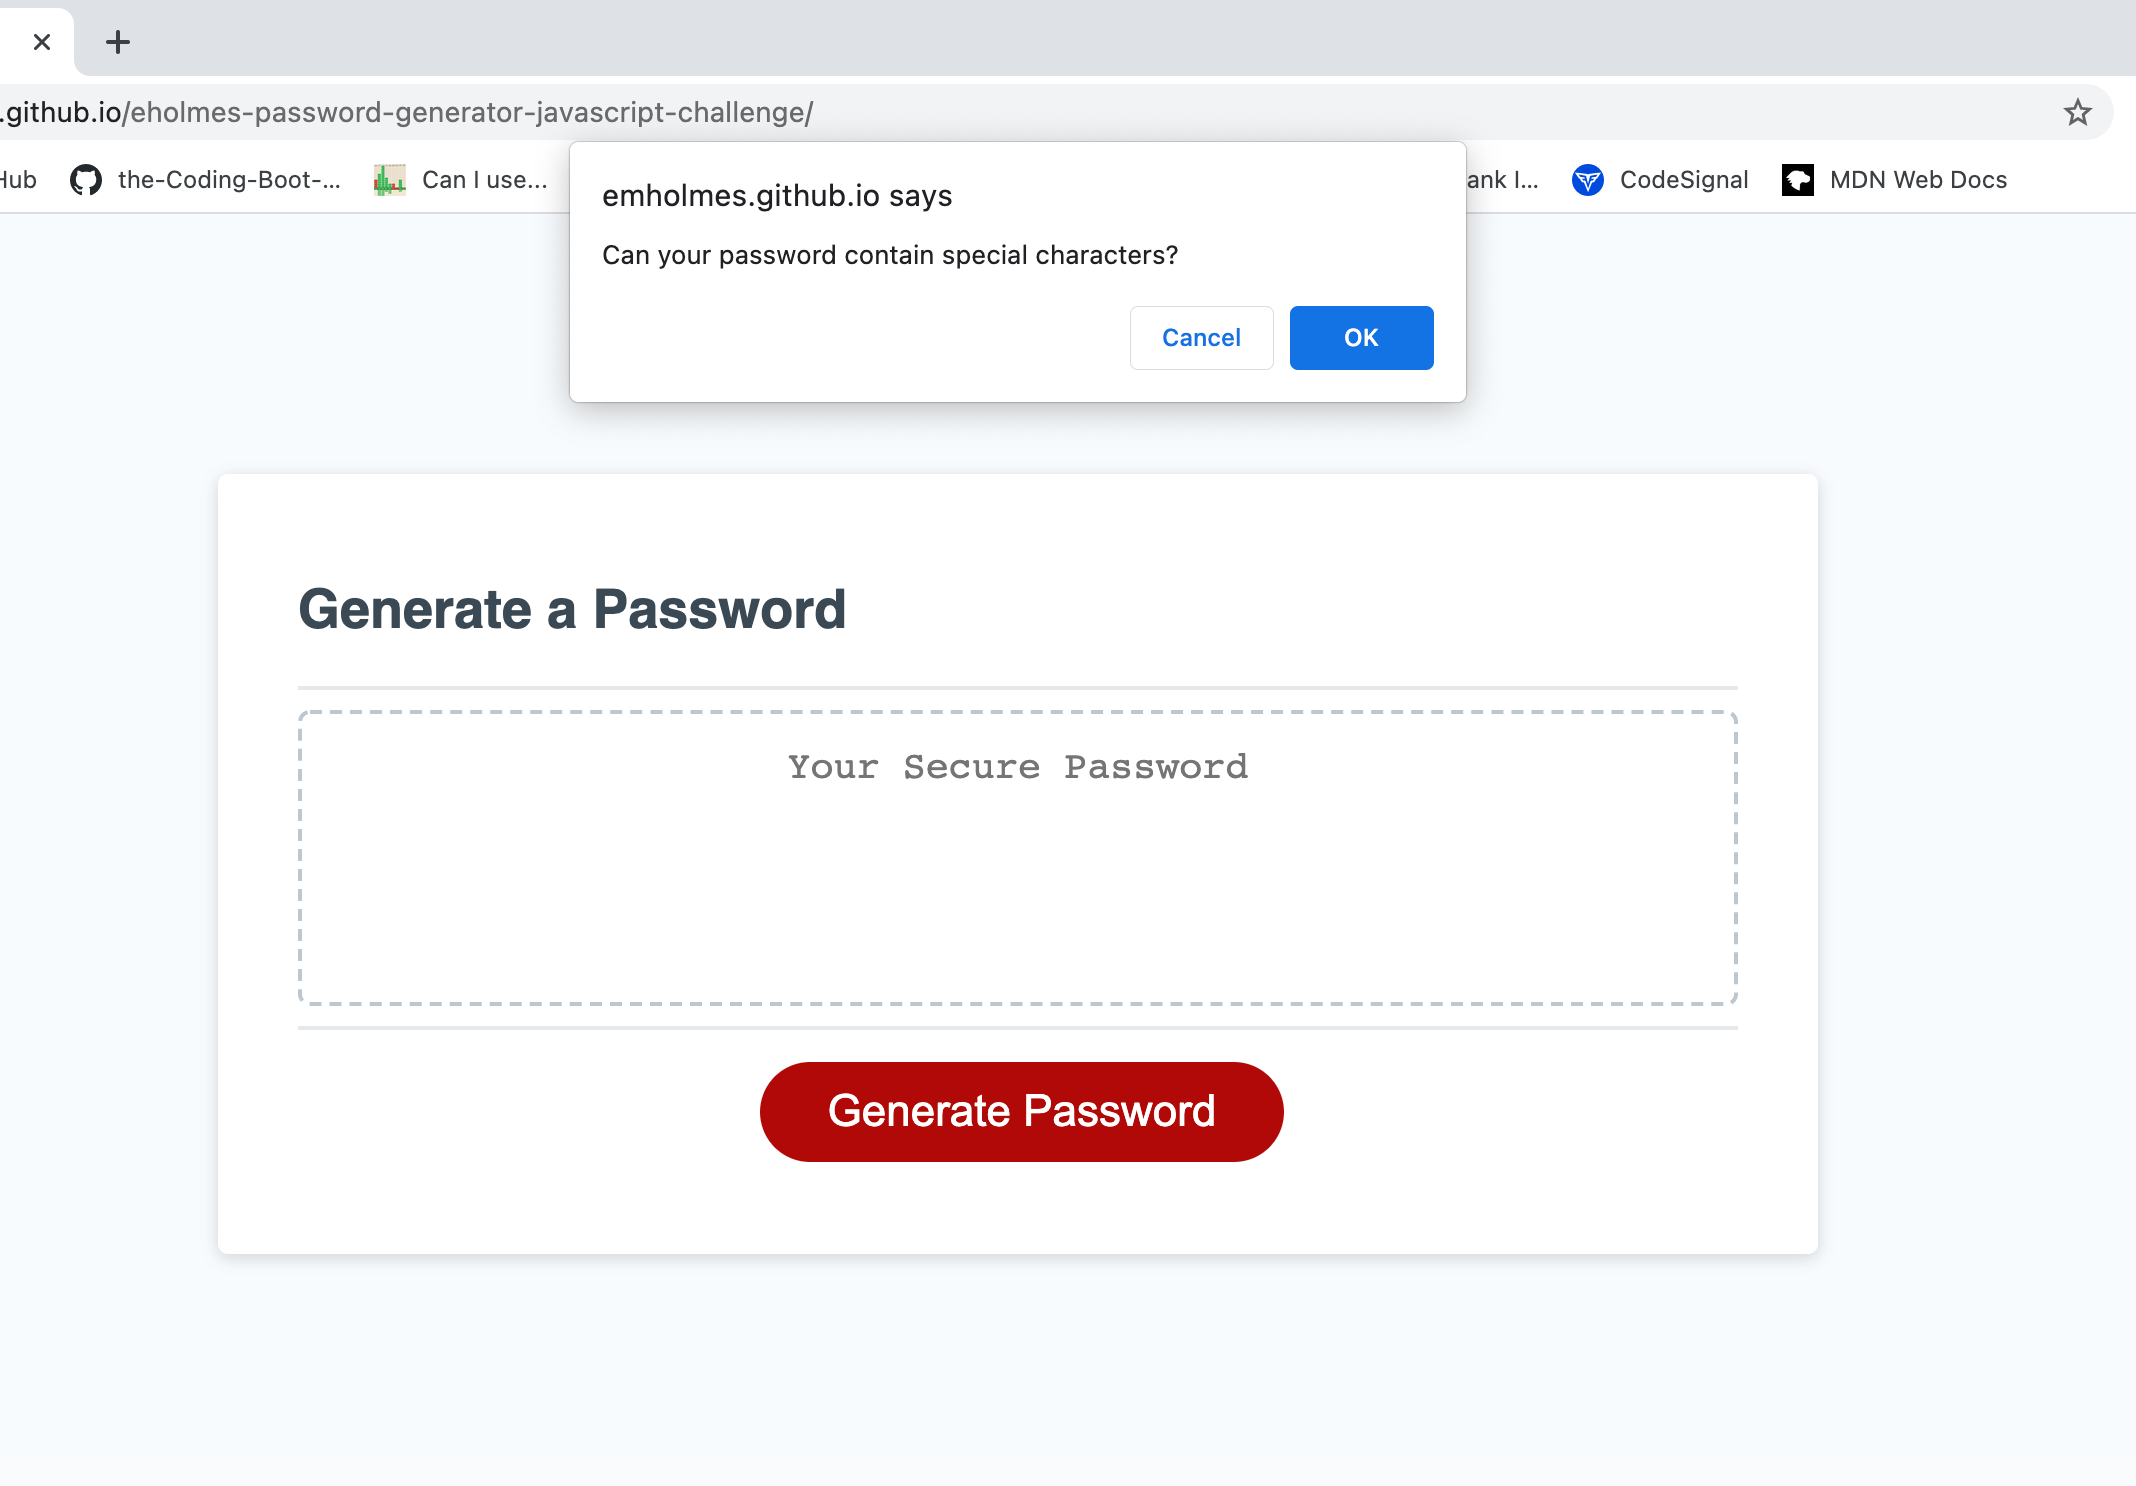 .github.io/eholmes-password-generator-javascript-challenge/
Hub the-Coding-Boot-... Can I use... ank I... CodeSignal MDN Web Docs
emholmes.github.io says
Can your password contain special characters?
Cancel OK
Generate a Password
Your Secure Password
Generate Password